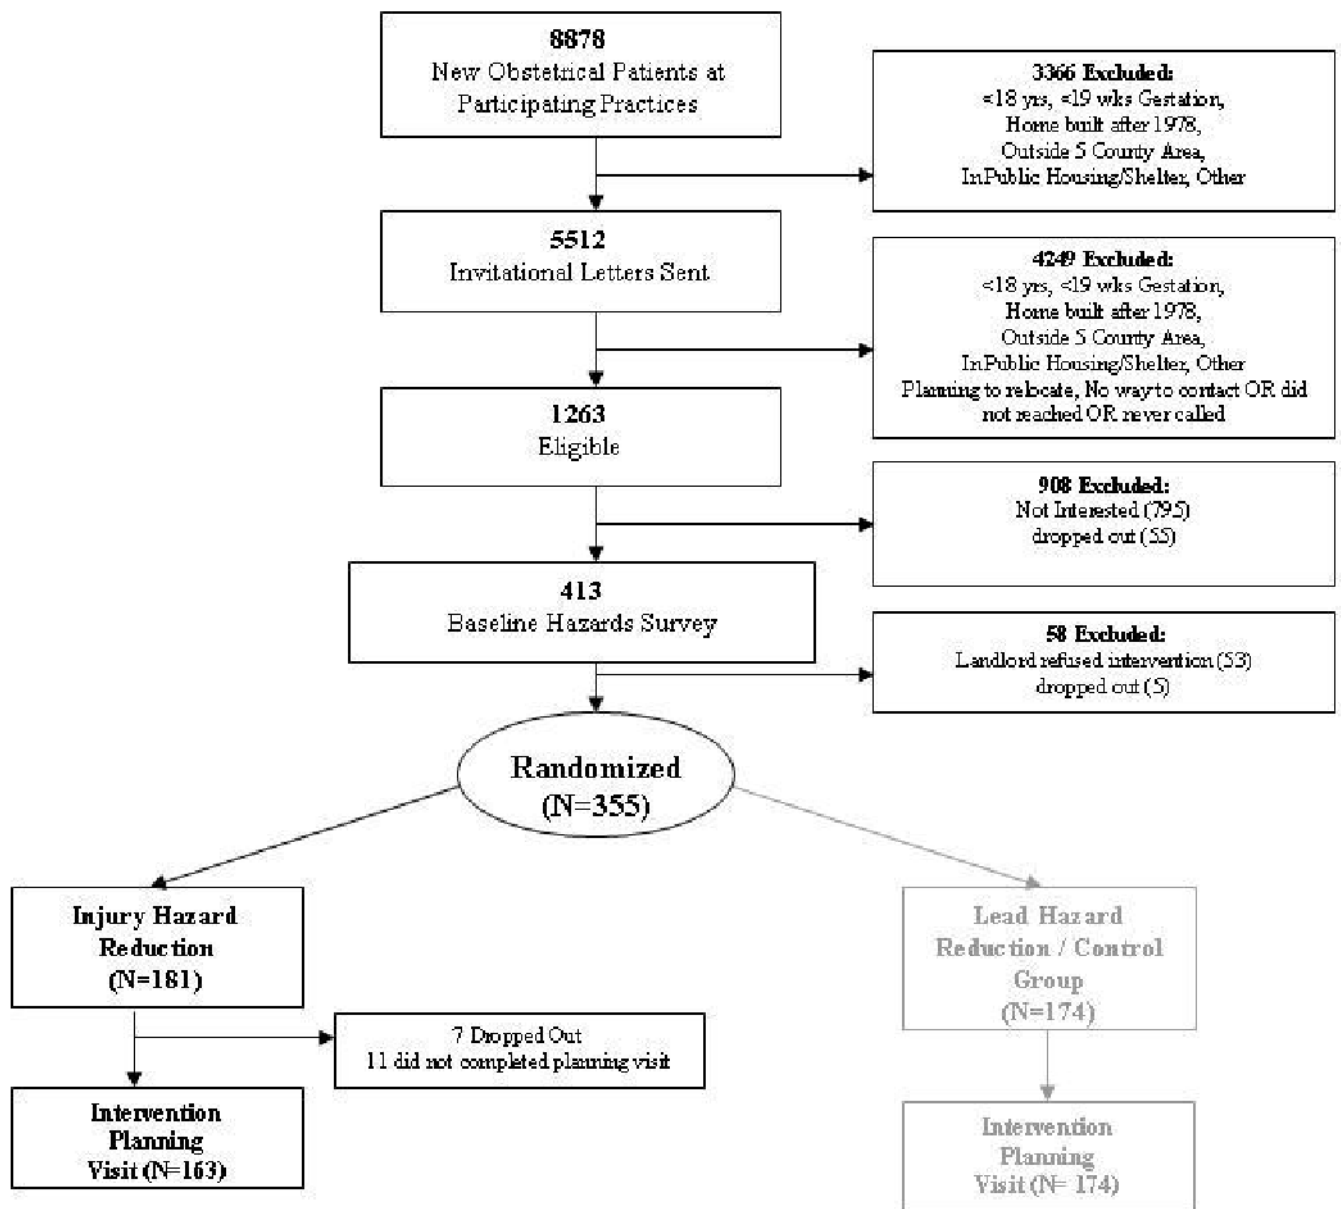 8878
New Obstetrical Patients at
Participating Practices
3366 Excluded:
<18 yrs, <19 wks Gestation,
Home built after 1978,
Outside 5 County Area,
In Public Housing/Shelter, Other
5512
Invitational Letters Sent
4249 Excluded:
<18 yrs, <19 wks Gestation,
Home built after 1978,
Outside 5 County Area,
In Public Housing/Shelter, Other
Planning to relocate, No way to contact OR did
not reached OR never called
1263
Eligible
908 Excluded:
Not Interested (795)
dropped out (55)
413
Baseline Hazards Survey
58 Excluded:
Landlord refused intervention (53)
dropped out (5)
Randomized
(N=355)
Injury Hazard
Reduction
(N=181)
Lead Hazard
Reduction / Control
Group
(N=174)
7 Dropped Out
11 did not completed planning visit
Intervention
Planning
Visit (N=163)
Intervention
Planning
Visit (N= 174)